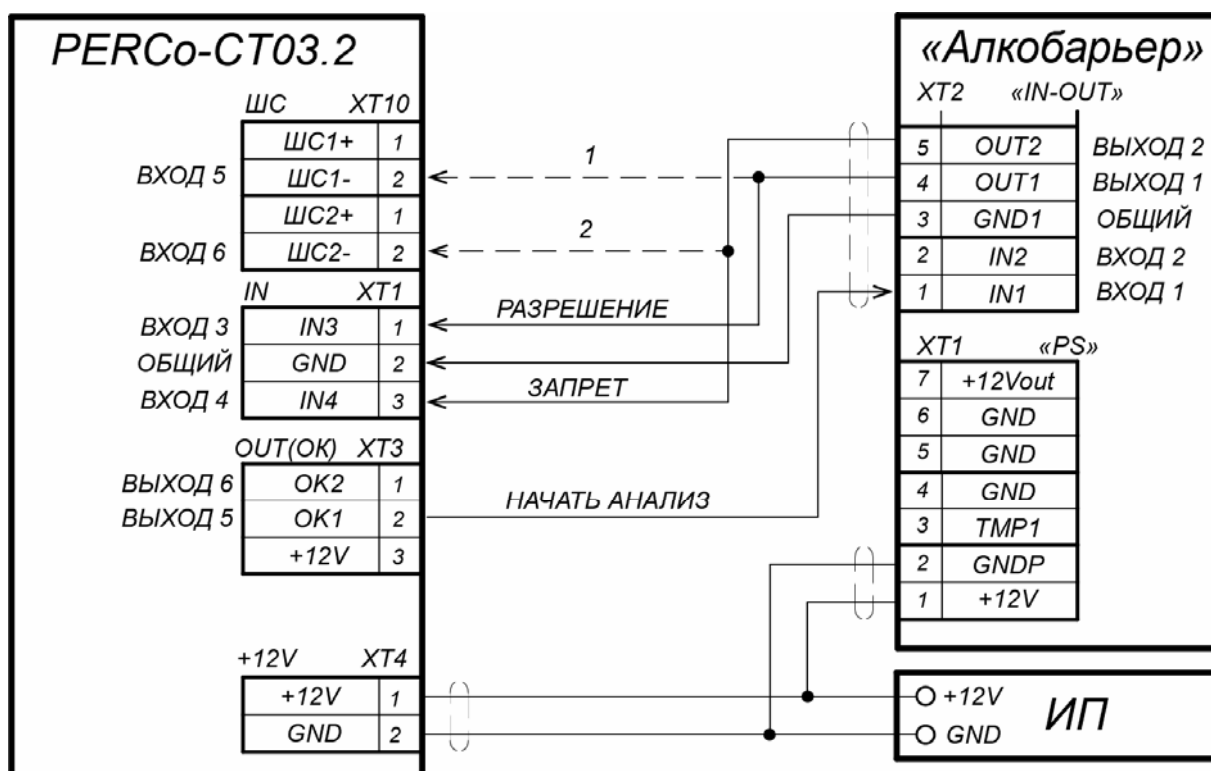 PERCo-CT03.2
ШС XT10
ШС1+ 1
ВХОД 5 ШС1- 2
ШС2+ 1
ВХОД 6 ШС2- 2
IN XT1
ВХОД 3 IN3 1
ОБЩИЙ GND 2
ВХОД 4 IN4 3
OUT(OK) XT3
ВЫХОД 6 OK2 1
ВЫХОД 5 OK1 2
+12V 3
+12V XT4
+12V 1
GND 2
1
2
РАЗРЕШЕНИЕ
ЗАПРЕТ
НАЧАТЬ АНАЛИЗ
«Алкобарьер»
XT2 «IN-OUT»
5 OUT2 ВЫХОД 2
4 OUT1 ВЫХОД 1
3 GND1 ОБЩИЙ
2 IN2 ВХОД 2
1 IN1 ВХОД 1
XT1 «PS»
7 +12Vout
6 GND
5 GND
4 GND
3 TMP1
2 GNDP
1 +12V
+12V
GND
ИП